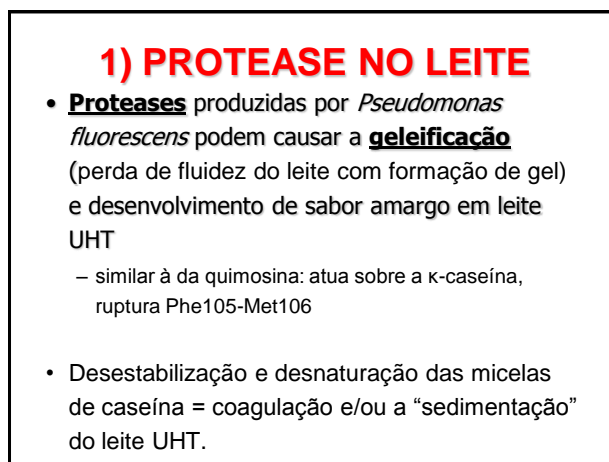 1) PROTEASE NO LEITE
• Proteases produzidas por Pseudomonas
fluorescens podem causar a geleificação
(perda de fluidez do leite com formação de gel)
e desenvolvimento de sabor amargo em leite
UHT
– similar à da quimosina: atua sobre a κ-caseína,
ruptura Phe105-Met106
• Desestabilização e desnaturação das micelas
de caseína = coagulação e/ou a “sedimentação”
do leite UHT.